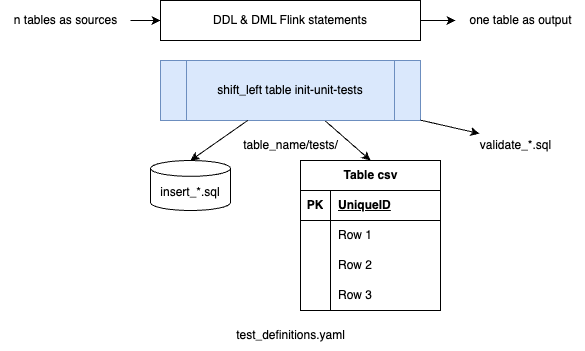 n tables as sources
DDL & DML Flink statements
one table as output
shift_left table init-unit-tests
table_name/tests/
validate_*.sql
insert_*.sql
Table csv
PK
UniqueID
Row 1
Row 2
Row 3
test_definitions.yaml